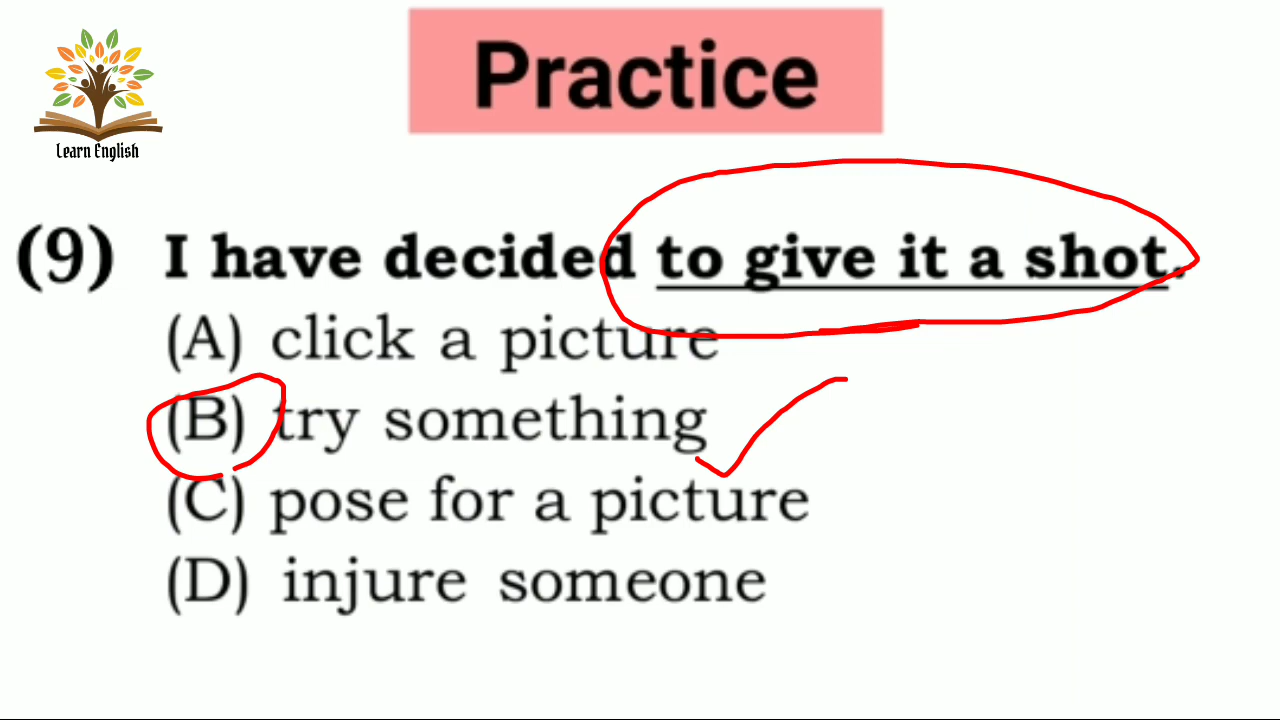 Practice
Learn English
(9) I have decided to give it a shot.
(A) click a picture
(B) try something
(C) pose for a picture
(D) injure someone